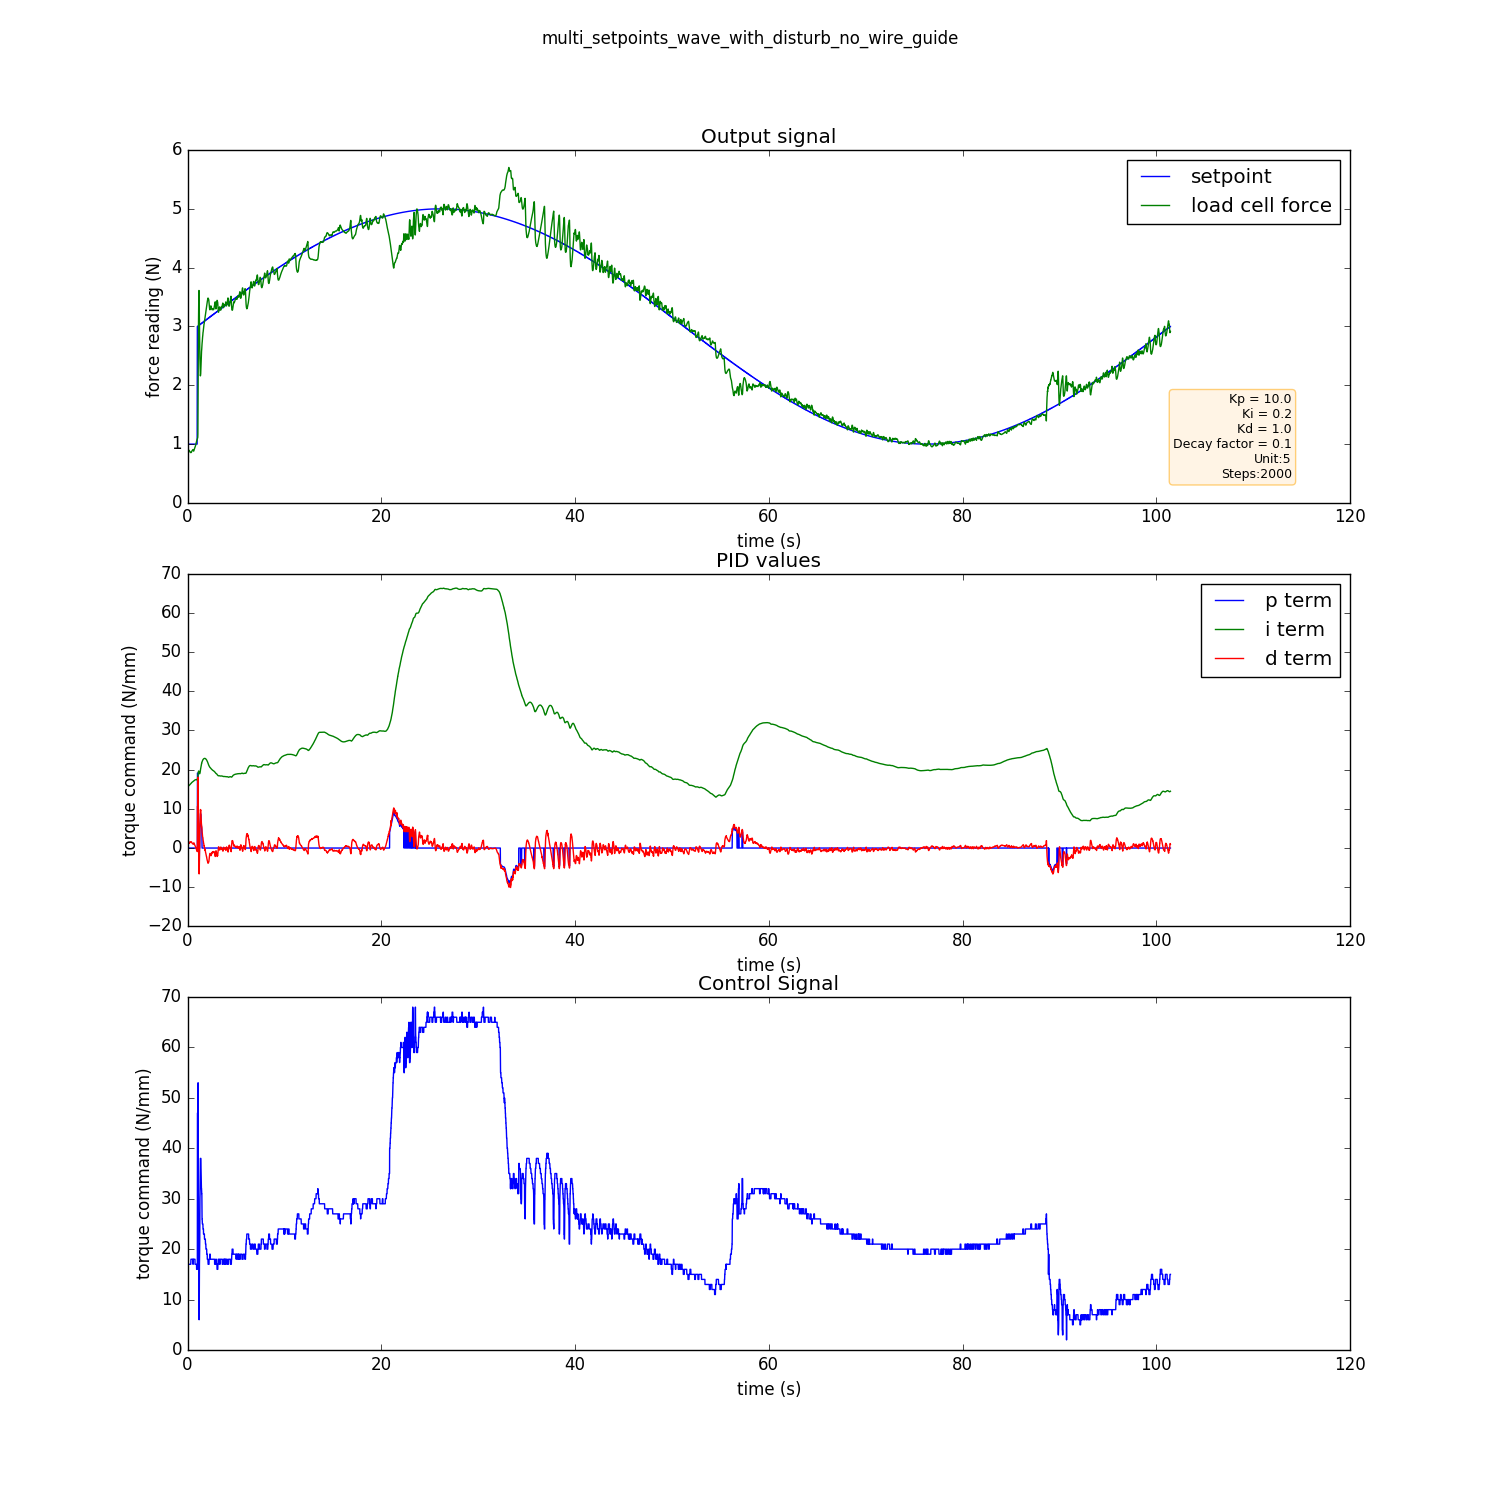 multi_setpoints_wave_with_disturb_no_wire_guide
Output signal
force reading (N)
6
5
4
3
2
1
0
setpoint
load cell force
Kp = 10.0
Ki = 0.2
Kd = 1.0
Decay factor = 0.1
Unit:5
Steps:2000
0 20 40 60 80 100 120
time (s)
PID values
torque command (N/mm)
70
60
50
40
30
20
10
0
−10
−20
p term
i term
d term
0 20 40 60 80 100 120
time (s)
Control Signal
torque command (N/mm)
70
60
50
40
30
20
10
0
0 20 40 60 80 100 120
time (s)